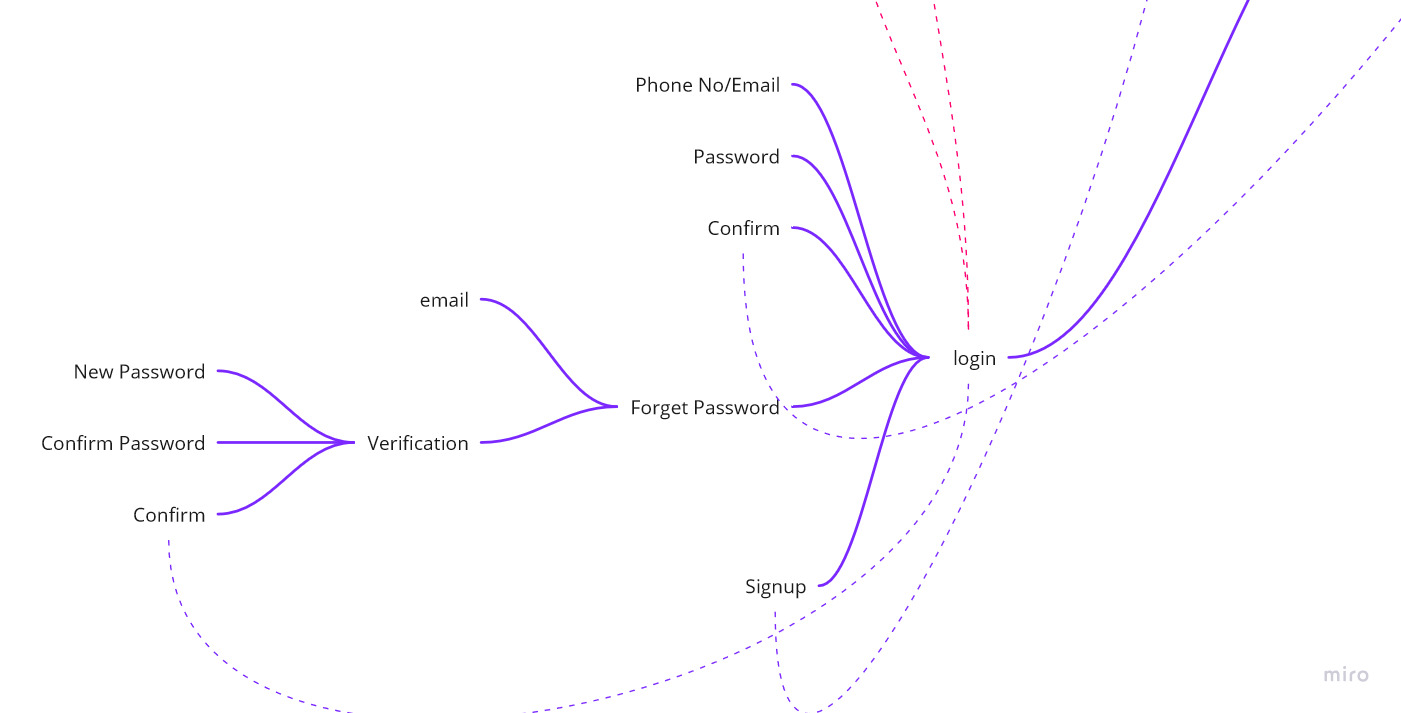 Phone No/Email
Password
Confirm
email
login
New Password
Forget Password
Confirm Password
Verification
Confirm
Signup
miro